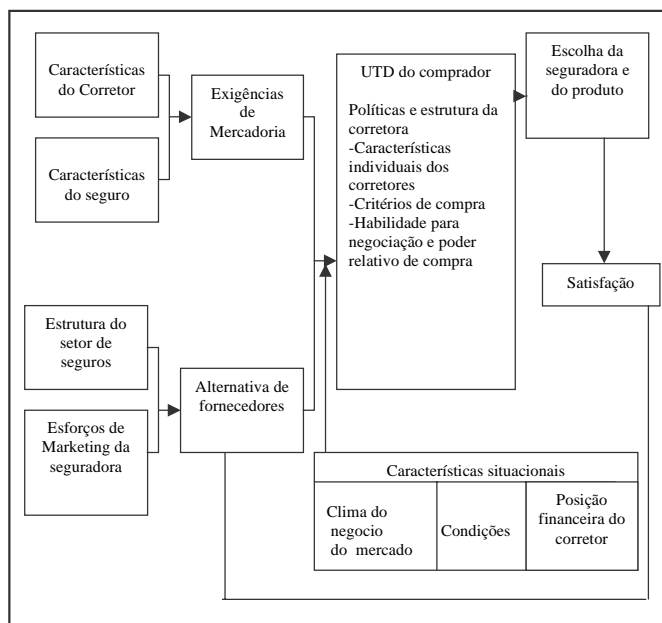 Características
do Corretor
Características
do seguro
Exigências
de
Mercadoria
UTD do comprador
Políticas e estrutura da
corretora
-Características
individuais dos
corretores
-Critérios de compra
-Habilidade para
negociação e poder
relativo de compra
Escolha da
seguradora e
do produto
Satisfação
Estrutura do
setor de
seguros
Esforços de
Marketing da
seguradora
Alternativa de
fornecedores
Características situacionais
Clima do
negocio
do mercado
Condições
Posição
financeira do
corretor